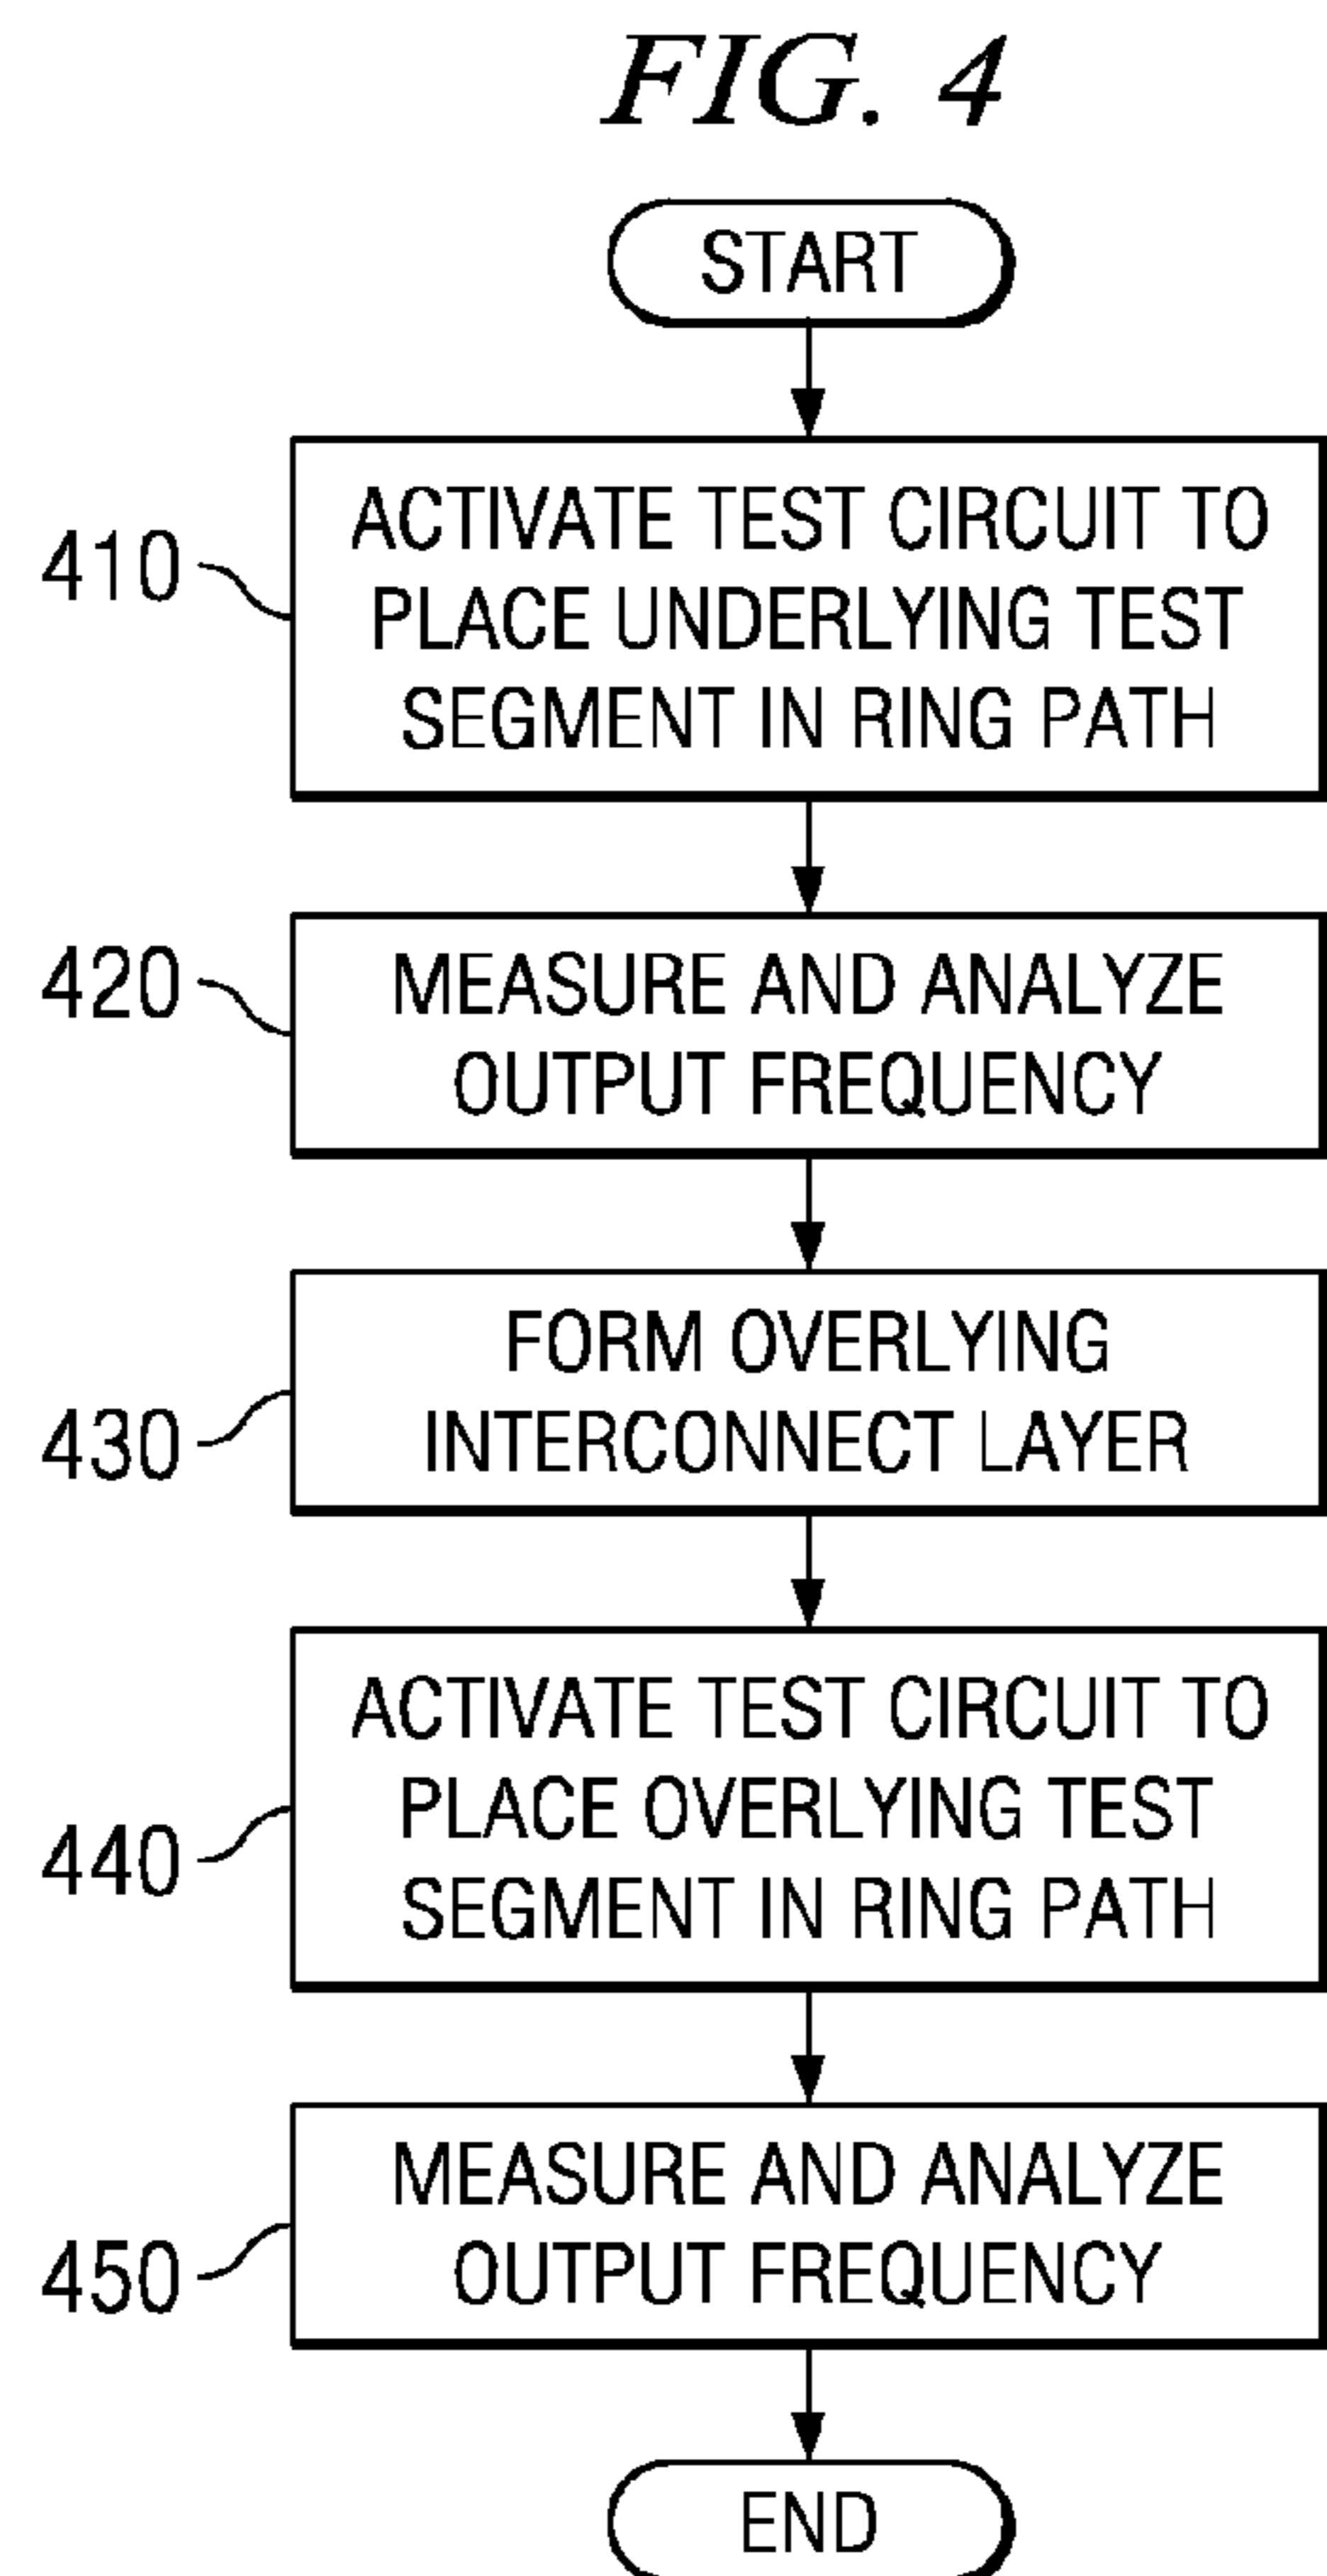 FIG. 4
START
410
ACTIVATE TEST CIRCUIT TO
PLACE UNDERLYING TEST
SEGMENT IN RING PATH
420
MEASURE AND ANALYZE
OUTPUT FREQUENCY
430
FORM OVERLYING
INTERCONNECT LAYER
440
ACTIVATE TEST CIRCUIT TO
PLACE OVERLYING TEST
SEGMENT IN RING PATH
450
MEASURE AND ANALYZE
OUTPUT FREQUENCY
END